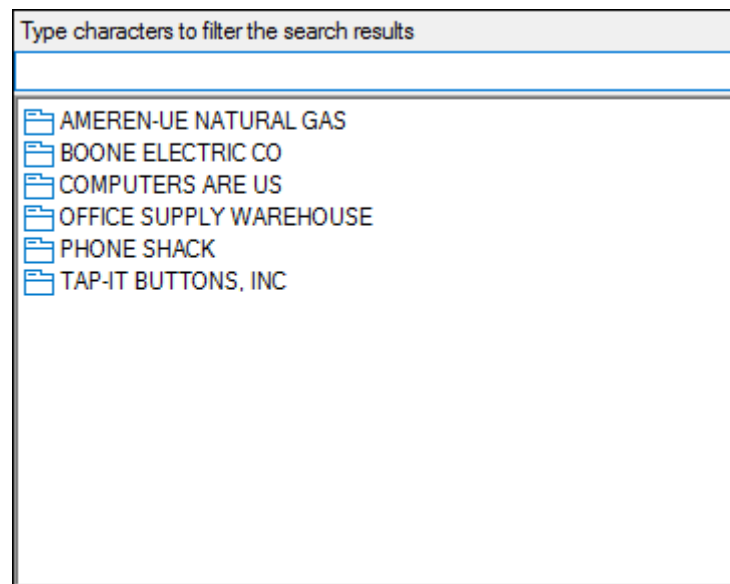 Type characters to filter the search results
AMEREN-UE NATURAL GAS
BOONE ELECTRIC CO
COMPUTERS ARE US
OFFICE SUPPLY WAREHOUSE
PHONE SHACK
TAP-IT BUTTONS, INC